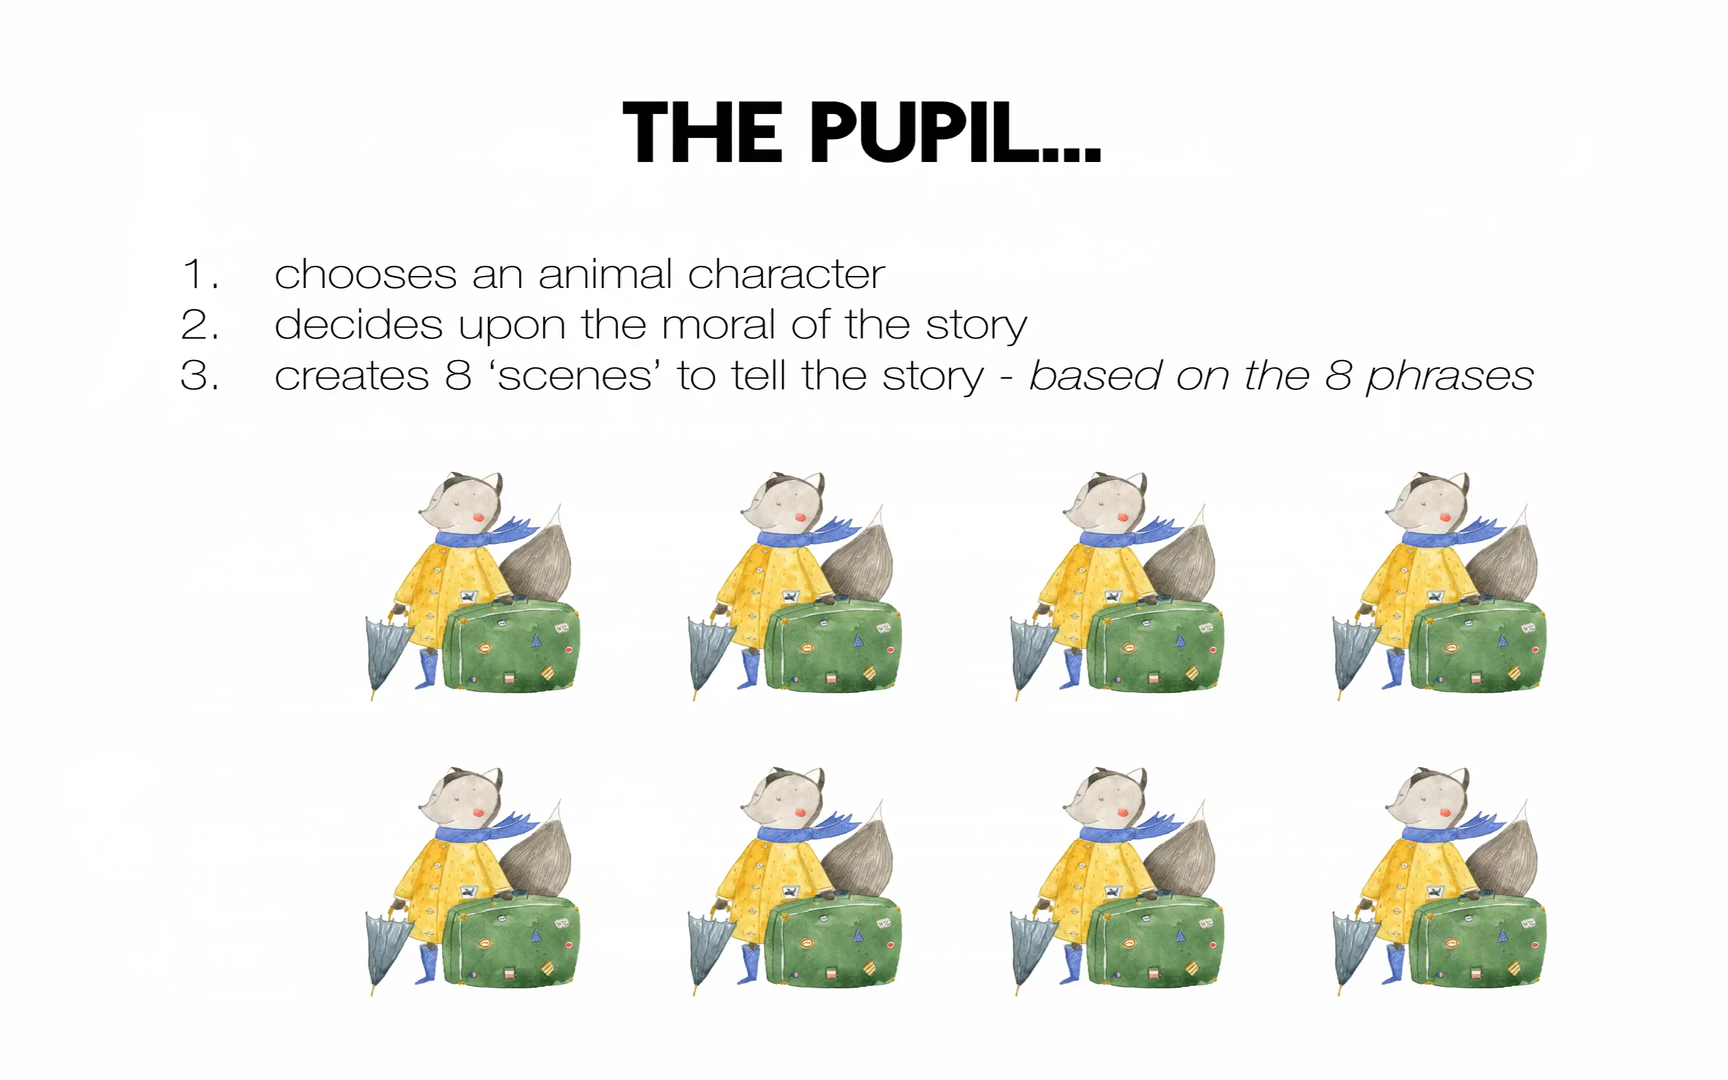 THE PUPIL...
1. chooses an animal character
2. decides upon the moral of the story
3. creates 8 ‘scenes’ to tell the story - based on the 8 phrases